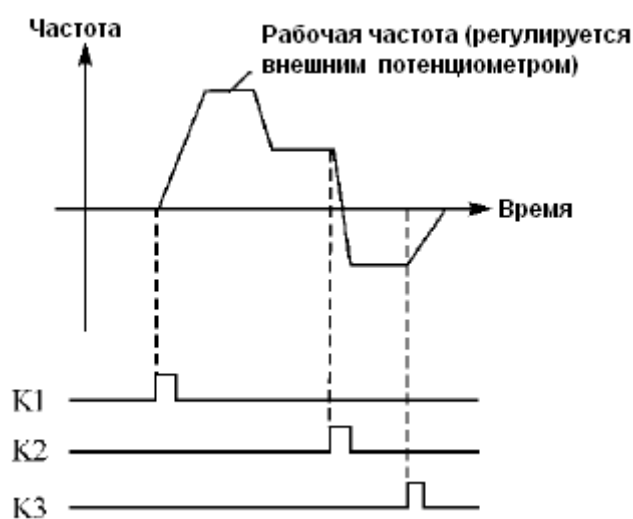 Частота
Рабочая частота (регулируется
внешним потенциометром)
Время
K1
K2
K3